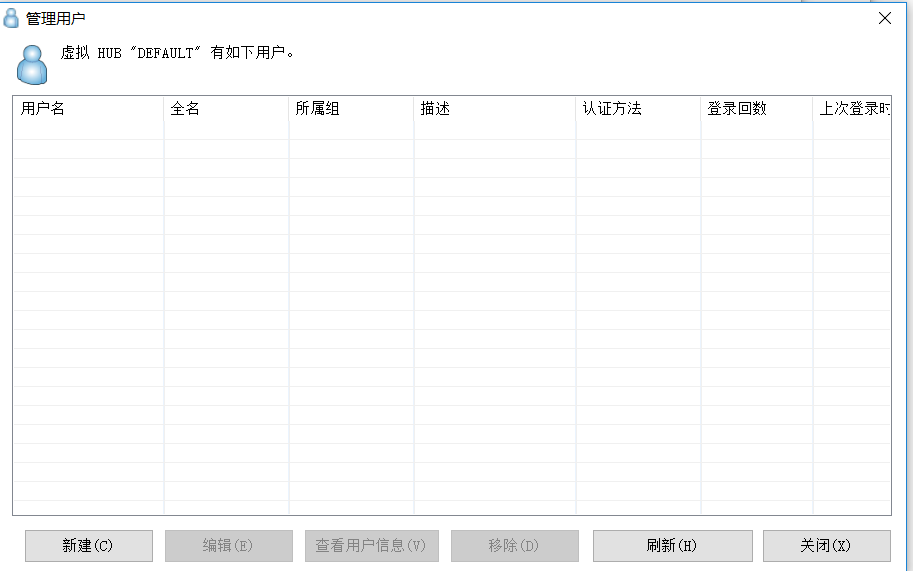 管理用户
虚拟 HUB "DEFAULT" 有如下用户。
用户名 全名 所属组 描述 认证方法 登录回数 上次登录时
新建(C) 编辑(E) 查看用户信息(V) 移除(D) 刷新(H) 关闭(X)